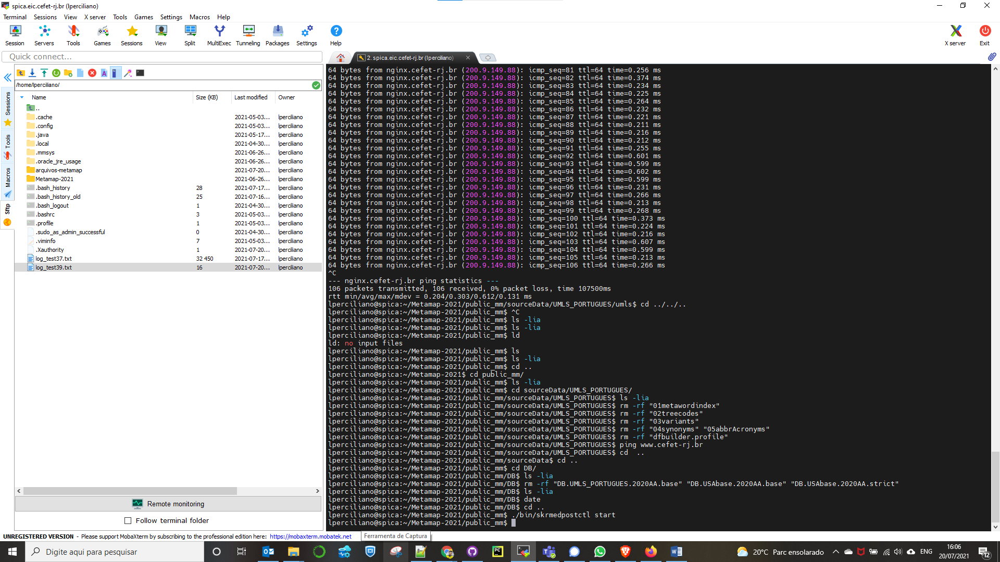 spica.eic.cefet-rj.br (lperciliano)
Terminal Sessions View X server Tools Games Settings Macros Help
Session Servers Tools Games Sessions View Split MultiExec Tunneling Packages Settings Help X server Exit
Quick connect...
2. spica.eic.cefet-rj.br (lperciliano)
/home/lperciliano/
Name Size (KB) Last modified Owner
..
.cache 2021-05-03... lperciliano
.config 2021-05-03... lperciliano
.java 2021-05-17... lperciliano
.local 2021-04-30... lperciliano
.mmsys 2021-06-26... lperciliano
.oracle_jre_usage 2021-06-26... lperciliano
arquivos-metamap 2021-07-20... lperciliano
Metamap-2021 2021-06-26... lperciliano
.bash_history 28 2021-07-17... lperciliano
.bash_history_old 25 2021-07-16... lperciliano
.bash_logout 1 2021-04-30... lperciliano
.bashrc 3 2021-05-03... lperciliano
.profile 1 2021-05-03... lperciliano
.sudo_as_admin_successful 0 2021-04-30... lperciliano
.viminfo 7 2021-05-03... lperciliano
.Xauthority 1 2021-07-20... lperciliano
log_test37.txt 32 450 2021-07-17... lperciliano
log_test39.txt 16 2021-07-20... lperciliano
Sessions
Tools
Macros
Sftp
Remote monitoring
Follow terminal folder
64 bytes from nginx.cefet-rj.br (200.9.149.88): icmp_seq=81 ttl=64 time=0.256 ms
64 bytes from nginx.cefet-rj.br (200.9.149.88): icmp_seq=82 ttl=64 time=0.374 ms
64 bytes from nginx.cefet-rj.br (200.9.149.88): icmp_seq=83 ttl=64 time=0.234 ms
64 bytes from nginx.cefet-rj.br (200.9.149.88): icmp_seq=84 ttl=64 time=0.225 ms
64 bytes from nginx.cefet-rj.br (200.9.149.88): icmp_seq=85 ttl=64 time=0.264 ms
64 bytes from nginx.cefet-rj.br (200.9.149.88): icmp_seq=86 ttl=64 time=0.232 ms
64 bytes from nginx.cefet-rj.br (200.9.149.88): icmp_seq=87 ttl=64 time=0.221 ms
64 bytes from nginx.cefet-rj.br (200.9.149.88): icmp_seq=88 ttl=64 time=0.211 ms
64 bytes from nginx.cefet-rj.br (200.9.149.88): icmp_seq=89 ttl=64 time=0.216 ms
64 bytes from nginx.cefet-rj.br (200.9.149.88): icmp_seq=90 ttl=64 time=0.212 ms
64 bytes from nginx.cefet-rj.br (200.9.149.88): icmp_seq=91 ttl=64 time=0.255 ms
64 bytes from nginx.cefet-rj.br (200.9.149.88): icmp_seq=92 ttl=64 time=0.601 ms
64 bytes from nginx.cefet-rj.br (200.9.149.88): icmp_seq=93 ttl=64 time=0.599 ms
64 bytes from nginx.cefet-rj.br (200.9.149.88): icmp_seq=94 ttl=64 time=0.602 ms
64 bytes from nginx.cefet-rj.br (200.9.149.88): icmp_seq=95 ttl=64 time=0.599 ms
64 bytes from nginx.cefet-rj.br (200.9.149.88): icmp_seq=96 ttl=64 time=0.231 ms
64 bytes from nginx.cefet-rj.br (200.9.149.88): icmp_seq=97 ttl=64 time=0.266 ms
64 bytes from nginx.cefet-rj.br (200.9.149.88): icmp_seq=98 ttl=64 time=0.213 ms
64 bytes from nginx.cefet-rj.br (200.9.149.88): icmp_seq=99 ttl=64 time=0.268 ms
64 bytes from nginx.cefet-rj.br (200.9.149.88): icmp_seq=100 ttl=64 time=0.373 ms
64 bytes from nginx.cefet-rj.br (200.9.149.88): icmp_seq=101 ttl=64 time=0.224 ms
64 bytes from nginx.cefet-rj.br (200.9.149.88): icmp_seq=102 ttl=64 time=0.216 ms
64 bytes from nginx.cefet-rj.br (200.9.149.88): icmp_seq=103 ttl=64 time=0.607 ms
64 bytes from nginx.cefet-rj.br (200.9.149.88): icmp_seq=104 ttl=64 time=0.599 ms
64 bytes from nginx.cefet-rj.br (200.9.149.88): icmp_seq=105 ttl=64 time=0.213 ms
64 bytes from nginx.cefet-rj.br (200.9.149.88): icmp_seq=106 ttl=64 time=0.266 ms
^C
--- nginx.cefet-rj.br ping statistics ---
106 packets transmitted, 106 received, 0% packet loss, time 107500ms
rtt min/avg/max/mdev = 0.204/0.303/0.612/0.131 ms
lperciliano@spica:~/Metamap-2021/public_mm/sourceData/UMLS_PORTUGUES/umls$ cd ../../..
lperciliano@spica:~/Metamap-2021/public_mm$ ^C
lperciliano@spica:~/Metamap-2021/public_mm$ ls -lia
lperciliano@spica:~/Metamap-2021/public_mm$ ls -lia
lperciliano@spica:~/Metamap-2021/public_mm$ ld
ld: no input files
lperciliano@spica:~/Metamap-2021/public_mm$ ls
lperciliano@spica:~/Metamap-2021/public_mm$ ls -lia
lperciliano@spica:~/Metamap-2021/public_mm$ cd ..
lperciliano@spica:~/Metamap-2021$ cd public_mm/
lperciliano@spica:~/Metamap-2021/public_mm$ ls -lia
lperciliano@spica:~/Metamap-2021/public_mm$ cd sourceData/UMLS_PORTUGUES/
lperciliano@spica:~/Metamap-2021/public_mm/sourceData/UMLS_PORTUGUES$ ls -lia
lperciliano@spica:~/Metamap-2021/public_mm/sourceData/UMLS_PORTUGUES$ rm -rf "01metawordindex"
lperciliano@spica:~/Metamap-2021/public_mm/sourceData/UMLS_PORTUGUES$ rm -rf "02treecodes"
lperciliano@spica:~/Metamap-2021/public_mm/sourceData/UMLS_PORTUGUES$ rm -rf "03variants"
lperciliano@spica:~/Metamap-2021/public_mm/sourceData/UMLS_PORTUGUES$ rm -rf "04synonyms" "05abbrAcronyms"
lperciliano@spica:~/Metamap-2021/public_mm/sourceData/UMLS_PORTUGUES$ rm -rf "dfbuilder.profile"
lperciliano@spica:~/Metamap-2021/public_mm/sourceData/UMLS_PORTUGUES$ ping www.cefet-rj.br
lperciliano@spica:~/Metamap-2021/public_mm/sourceData/UMLS_PORTUGUES$ cd  ..
lperciliano@spica:~/Metamap-2021/public_mm/sourceData$ cd ..
lperciliano@spica:~/Metamap-2021/public_mm$ cd DB/
lperciliano@spica:~/Metamap-2021/public_mm/DB$ ls -lia
lperciliano@spica:~/Metamap-2021/public_mm/DB$ rm -rf "DB.UMLS_PORTUGUES.2020AA.base" "DB.USAbase.2020AA.base" "DB.USAbase.2020AA.strict"
lperciliano@spica:~/Metamap-2021/public_mm/DB$ ls -lia
lperciliano@spica:~/Metamap-2021/public_mm/DB$ date
lperciliano@spica:~/Metamap-2021/public_mm/DB$ cd ..
lperciliano@spica:~/Metamap-2021/public_mm$ ./bin/skrmedpostctl start
lperciliano@spica:~/Metamap-2021/public_mm$
UNREGISTERED VERSION - Please support MobaXterm by subscribing to the professional edition here: https://mobaxterm.mobatek.net
Ferramenta de Captura
Digite aqui para pesquisar
20°C Parc ensolarado
ENG
16:06
20/07/2021
12